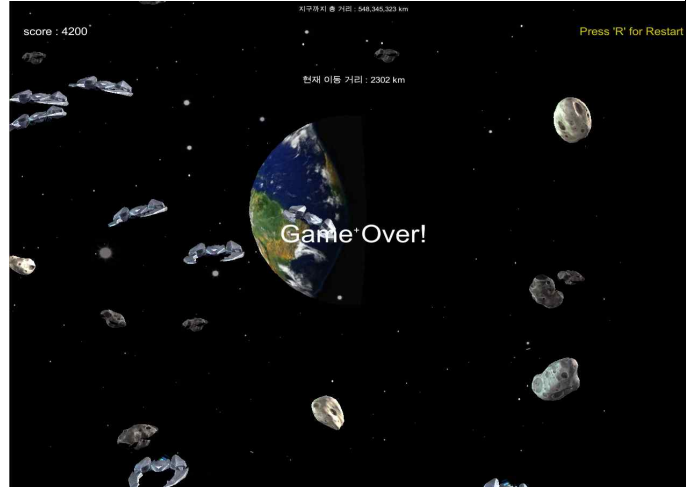 지구까지 총 거리 : 548,345,323 km
score : 4200
Press 'R' for Restart
현재 이동 거리 : 2302 km
Game Over!